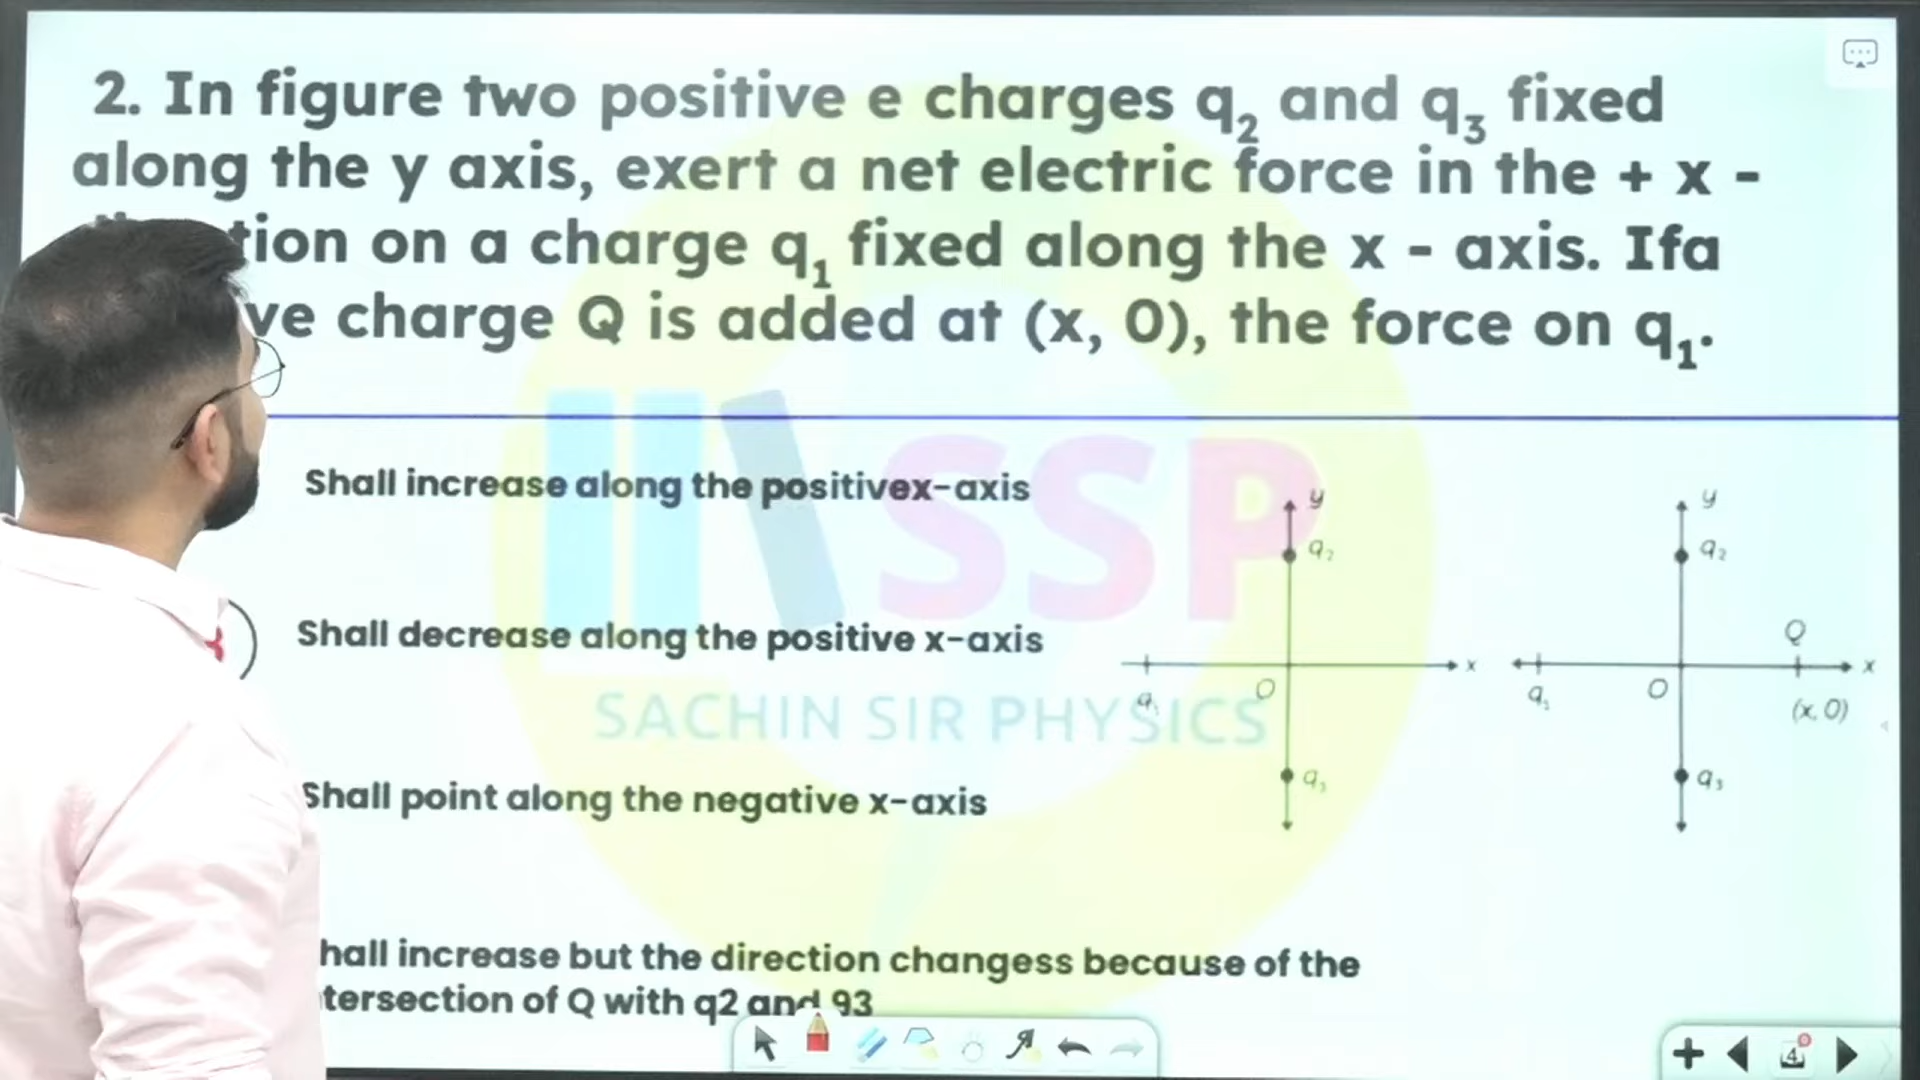 2. In figure two positive e charges q₂ and q₃ fixed
along the y axis, exert a net electric force in the + x -
tion on a charge q₁ fixed along the x - axis. Ifa
ve charge Q is added at (x, 0), the force on q₁.
SSP
SACHIN SIR PHYSICS
Shall increase along the positivex-axis
Shall decrease along the positive x-axis
Shall point along the negative x-axis
hall increase but the direction changess because of the
tersection of Q with q2 and 93
y
q₂
x
O
q₃
y
q₂
Q
x
q₁
O
(x, 0)
q₃
4